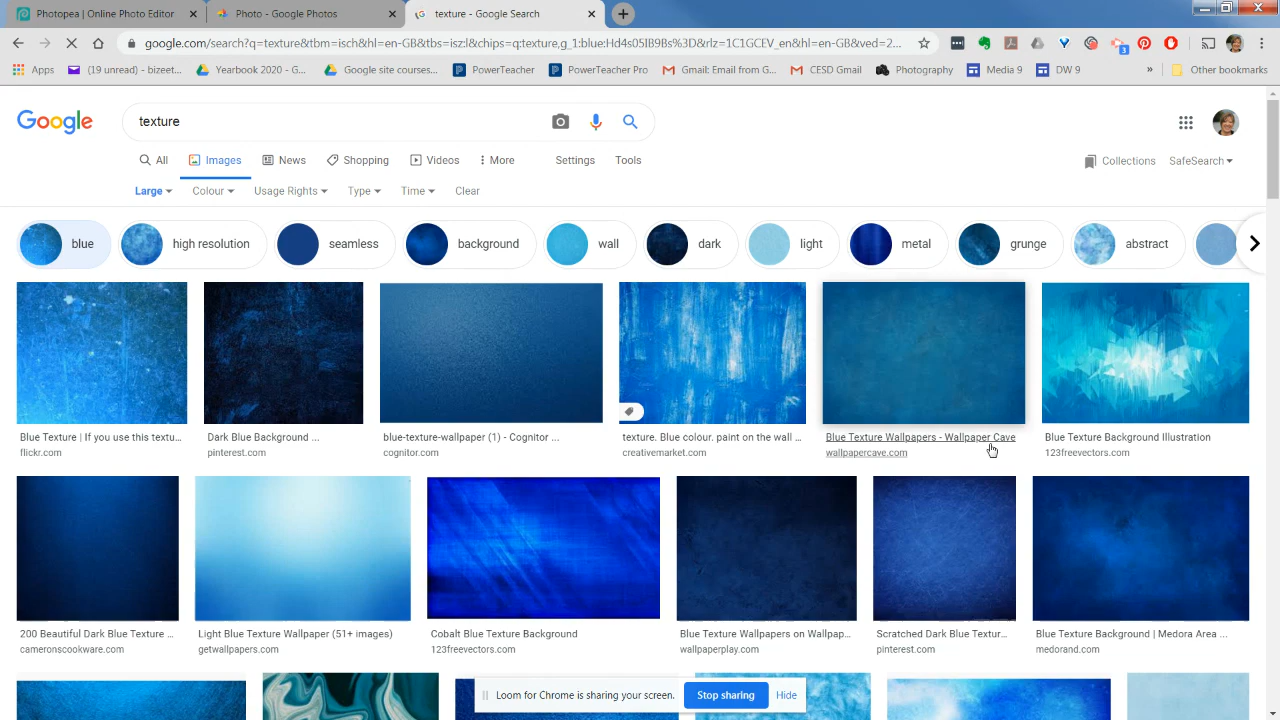 Photopea | Online Photo Editor
Photo - Google Photos
texture - Google Search
google.com/search?q=texture&tbm=isch&hl=en-GB&tbs=isz:l&chips=q:texture,g_1:blue:Hd4s05IB9Bs%3D&rlz=1C1GCEV_en&hl=en-GB&ved=2...
3
Apps
(19 unread) - bizeet...
Yearbook 2010 - G...
Google site courses...
PowerTeacher
PowerTeacher Pro
Gmail: Email from G...
CESD Gmail
Photography
Media 9
DW 9
»
Other bookmarks
Google
texture
All
Images
News
Shopping
Videos
More
Settings
Tools
Collections
SafeSearch
Large
Colour
Usage Rights
Type
Time
Clear
blue
high resolution
seamless
background
wall
dark
light
metal
grunge
abstract
Blue Texture | If you use this textu...
Dark Blue Background ...
blue-texture-wallpaper (1) - Cognitor ...
texture. Blue colour. paint on the wall ...
Blue Texture Wallpapers - Wallpaper Cave
Blue Texture Background Illustration
flickr.com
pinterest.com
cognitor.com
creativemarket.com
wallpapercave.com
123freevectors.com
200 Beautiful Dark Blue Texture ...
Light Blue Texture Wallpaper (51+ images)
Cobalt Blue Texture Background
Blue Texture Wallpapers on Wallpap...
Scratched Dark Blue Textur...
Blue Texture Background | Medora Area ...
cameronscookware.com
getwallpapers.com
123freevectors.com
wallpaperplay.com
pinterest.com
medorand.com
Loom for Chrome is sharing your screen.
Stop sharing
Hide